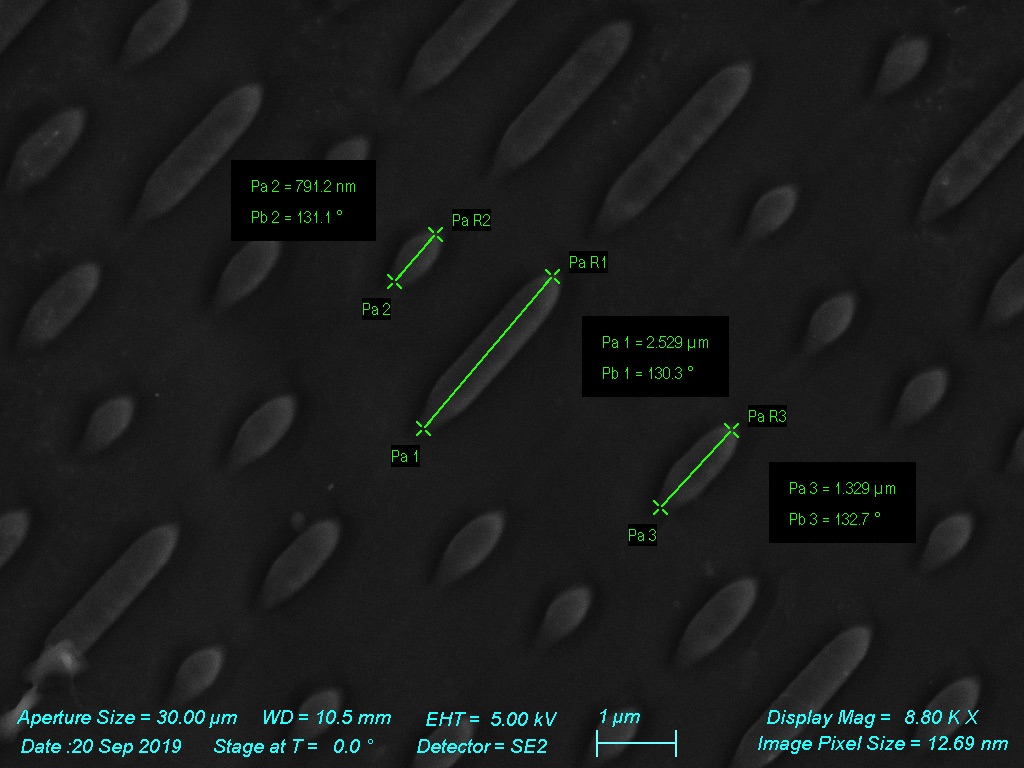 Pa 2 = 791.2 nm
Pb 2 = 131.1 °
Pa R2
Pa 2
Pa R1
Pa 1 = 2.529 µm
Pb 1 = 130.3 °
Pa 1
Pa R3
Pa 3 = 1.329 µm
Pb 3 = 132.7 °
Pa 3
Aperture Size = 30.00 µm WD = 10.5 mm EHT = 5.00 kV 1 µm Display Mag = 8.80 K X
Date :20 Sep 2019 Stage at T = 0.0 ° Detector = SE2 Image Pixel Size = 12.69 nm